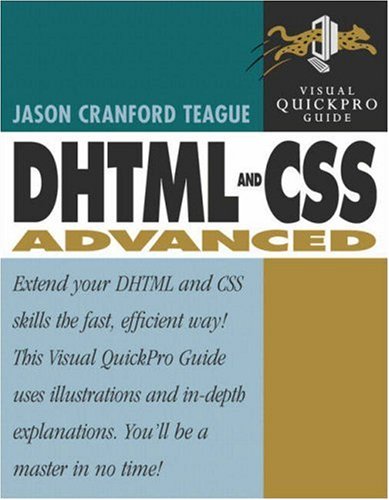 VISUAL
QUICKPRO
GUIDE
JASON CRANFORD TEAGUE
DHTML AND CSS
ADVANCED
Extend your DHTML and CSS
skills the fast, efficient way!
This Visual QuickPro Guide
uses illustrations and in-depth
explanations. You'll be a
master in no time!